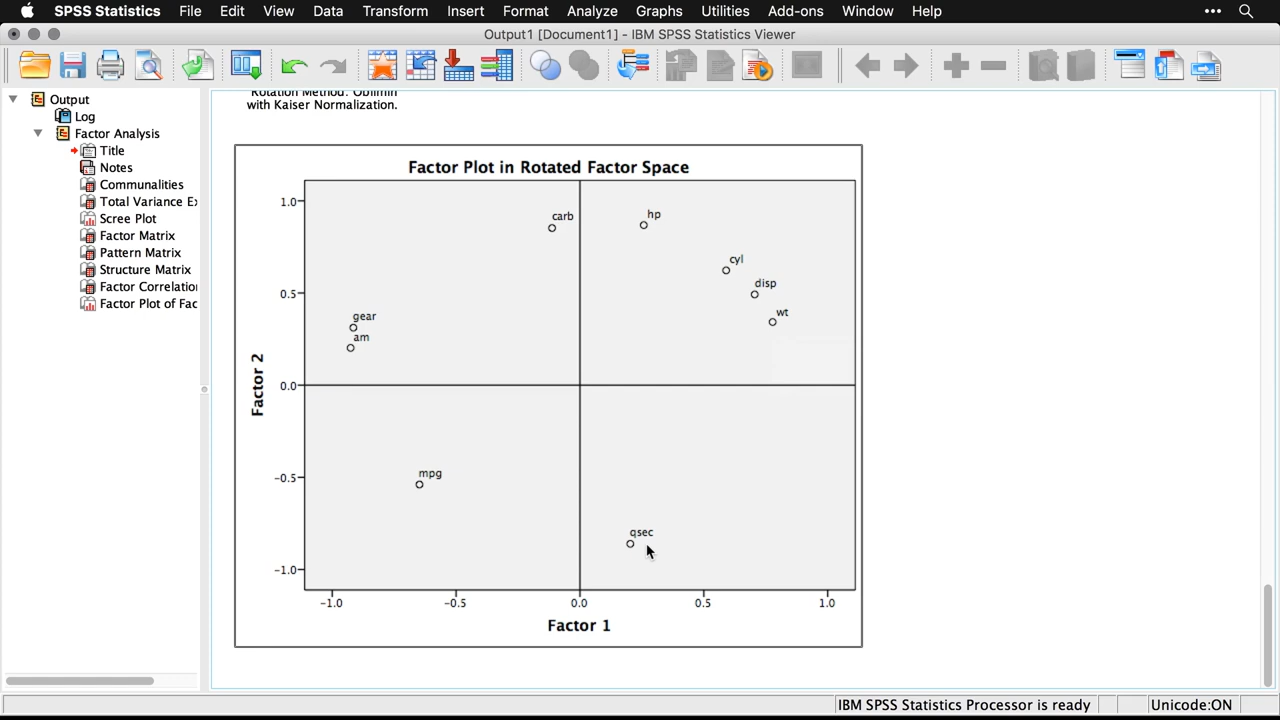 SPSS Statistics File Edit View Data Transform Insert Format Analyze Graphs Utilities Add-ons Window Help
Output1 [Document1] - IBM SPSS Statistics Viewer
Output
Log
Factor Analysis
Title
Notes
Communalities
Total Variance Ex
Scree Plot
Factor Matrix
Pattern Matrix
Structure Matrix
Factor Correlation
Factor Plot of Fac
Rotation Method: Oblimin
with Kaiser Normalization.
Factor Plot in Rotated Factor Space
1.0
0.5
0.0
-0.5
-1.0
Factor 2
carb
hp
cyl
disp
wt
gear
am
mpg
qsec
-1.0 -0.5 0.0 0.5 1.0
Factor 1
IBM SPSS Statistics Processor is ready Unicode:ON